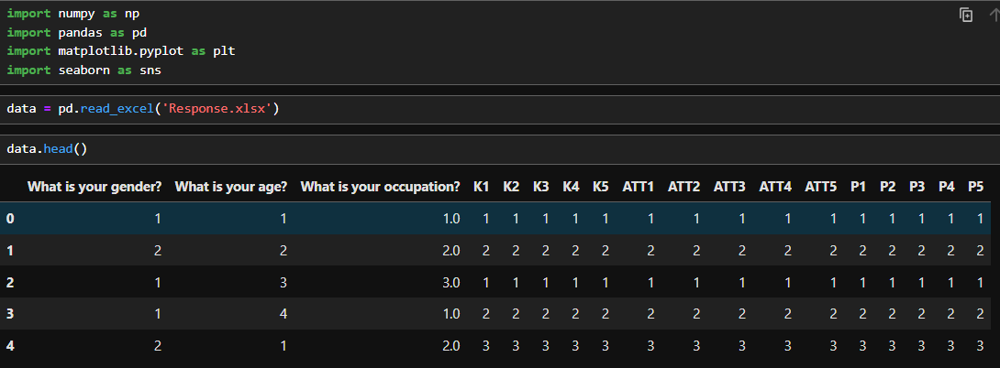 import numpy as np
import pandas as pd
import matplotlib.pyplot as plt
import seaborn as sns
data = pd.read_excel('Response.xlsx')
data.head()
What is your gender? What is your age? What is your occupation? K1 K2 K3 K4 K5 ATT1 ATT2 ATT3 ATT4 ATT5 P1 P2 P3 P4 P5
0 1 1 1.0 1 1 1 1 1 1 1 1 1 1 1 1 1 1 1
1 2 2 2.0 2 2 2 2 2 2 2 2 2 2 2 2 2 2 2
2 1 3 3.0 1 1 1 1 1 1 1 1 1 1 1 1 1 1 1
3 1 4 1.0 2 2 2 2 2 2 2 2 2 2 2 2 2 2 2
4 2 1 2.0 3 3 3 3 3 3 3 3 3 3 3 3 3 3 3